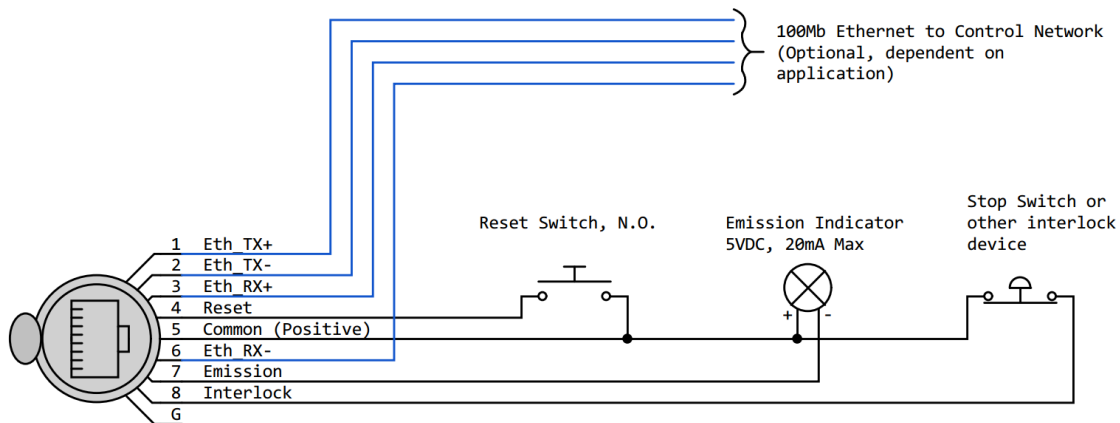 100Mb Ethernet to Control Network
(Optional, dependent on
application)
Stop Switch or
other interlock
device
Reset Switch, N.O.
Emission Indicator
5VDC, 20mA Max
1 Eth_TX+
2 Eth_TX-
3 Eth_RX+
4 Reset
5 Common (Positive)
6 Eth_RX-
7 Emission
8 Interlock
G
+ -